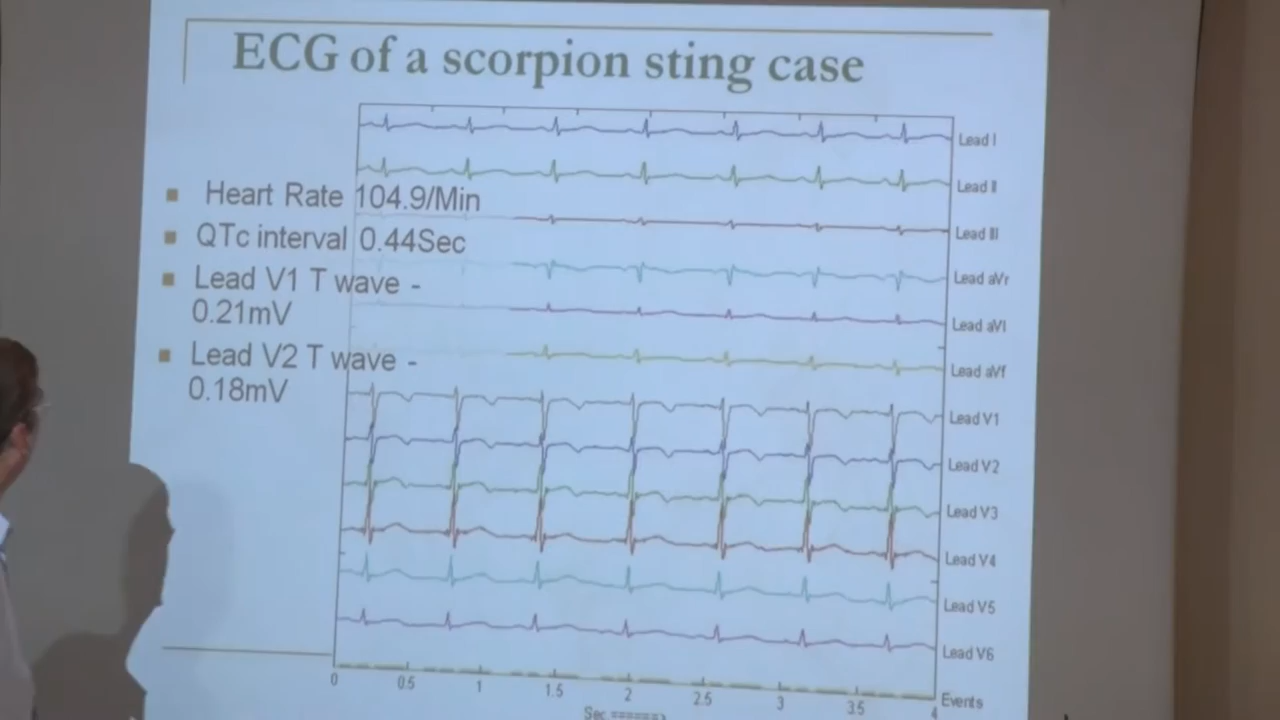 ECG of a scorpion sting case
Heart Rate 104.9/Min
QTc interval 0.44Sec
Lead V1 T wave -
0.21mV
Lead V2 T wave -
0.18mV
Lead I
Lead II
Lead III
Lead aVr
Lead aVl
Lead aVf
Lead V1
Lead V2
Lead V3
Lead V4
Lead V5
Lead V6
Events
0 0.5 1 1.5 2 2.5 3 3.5 4
Sec ======>